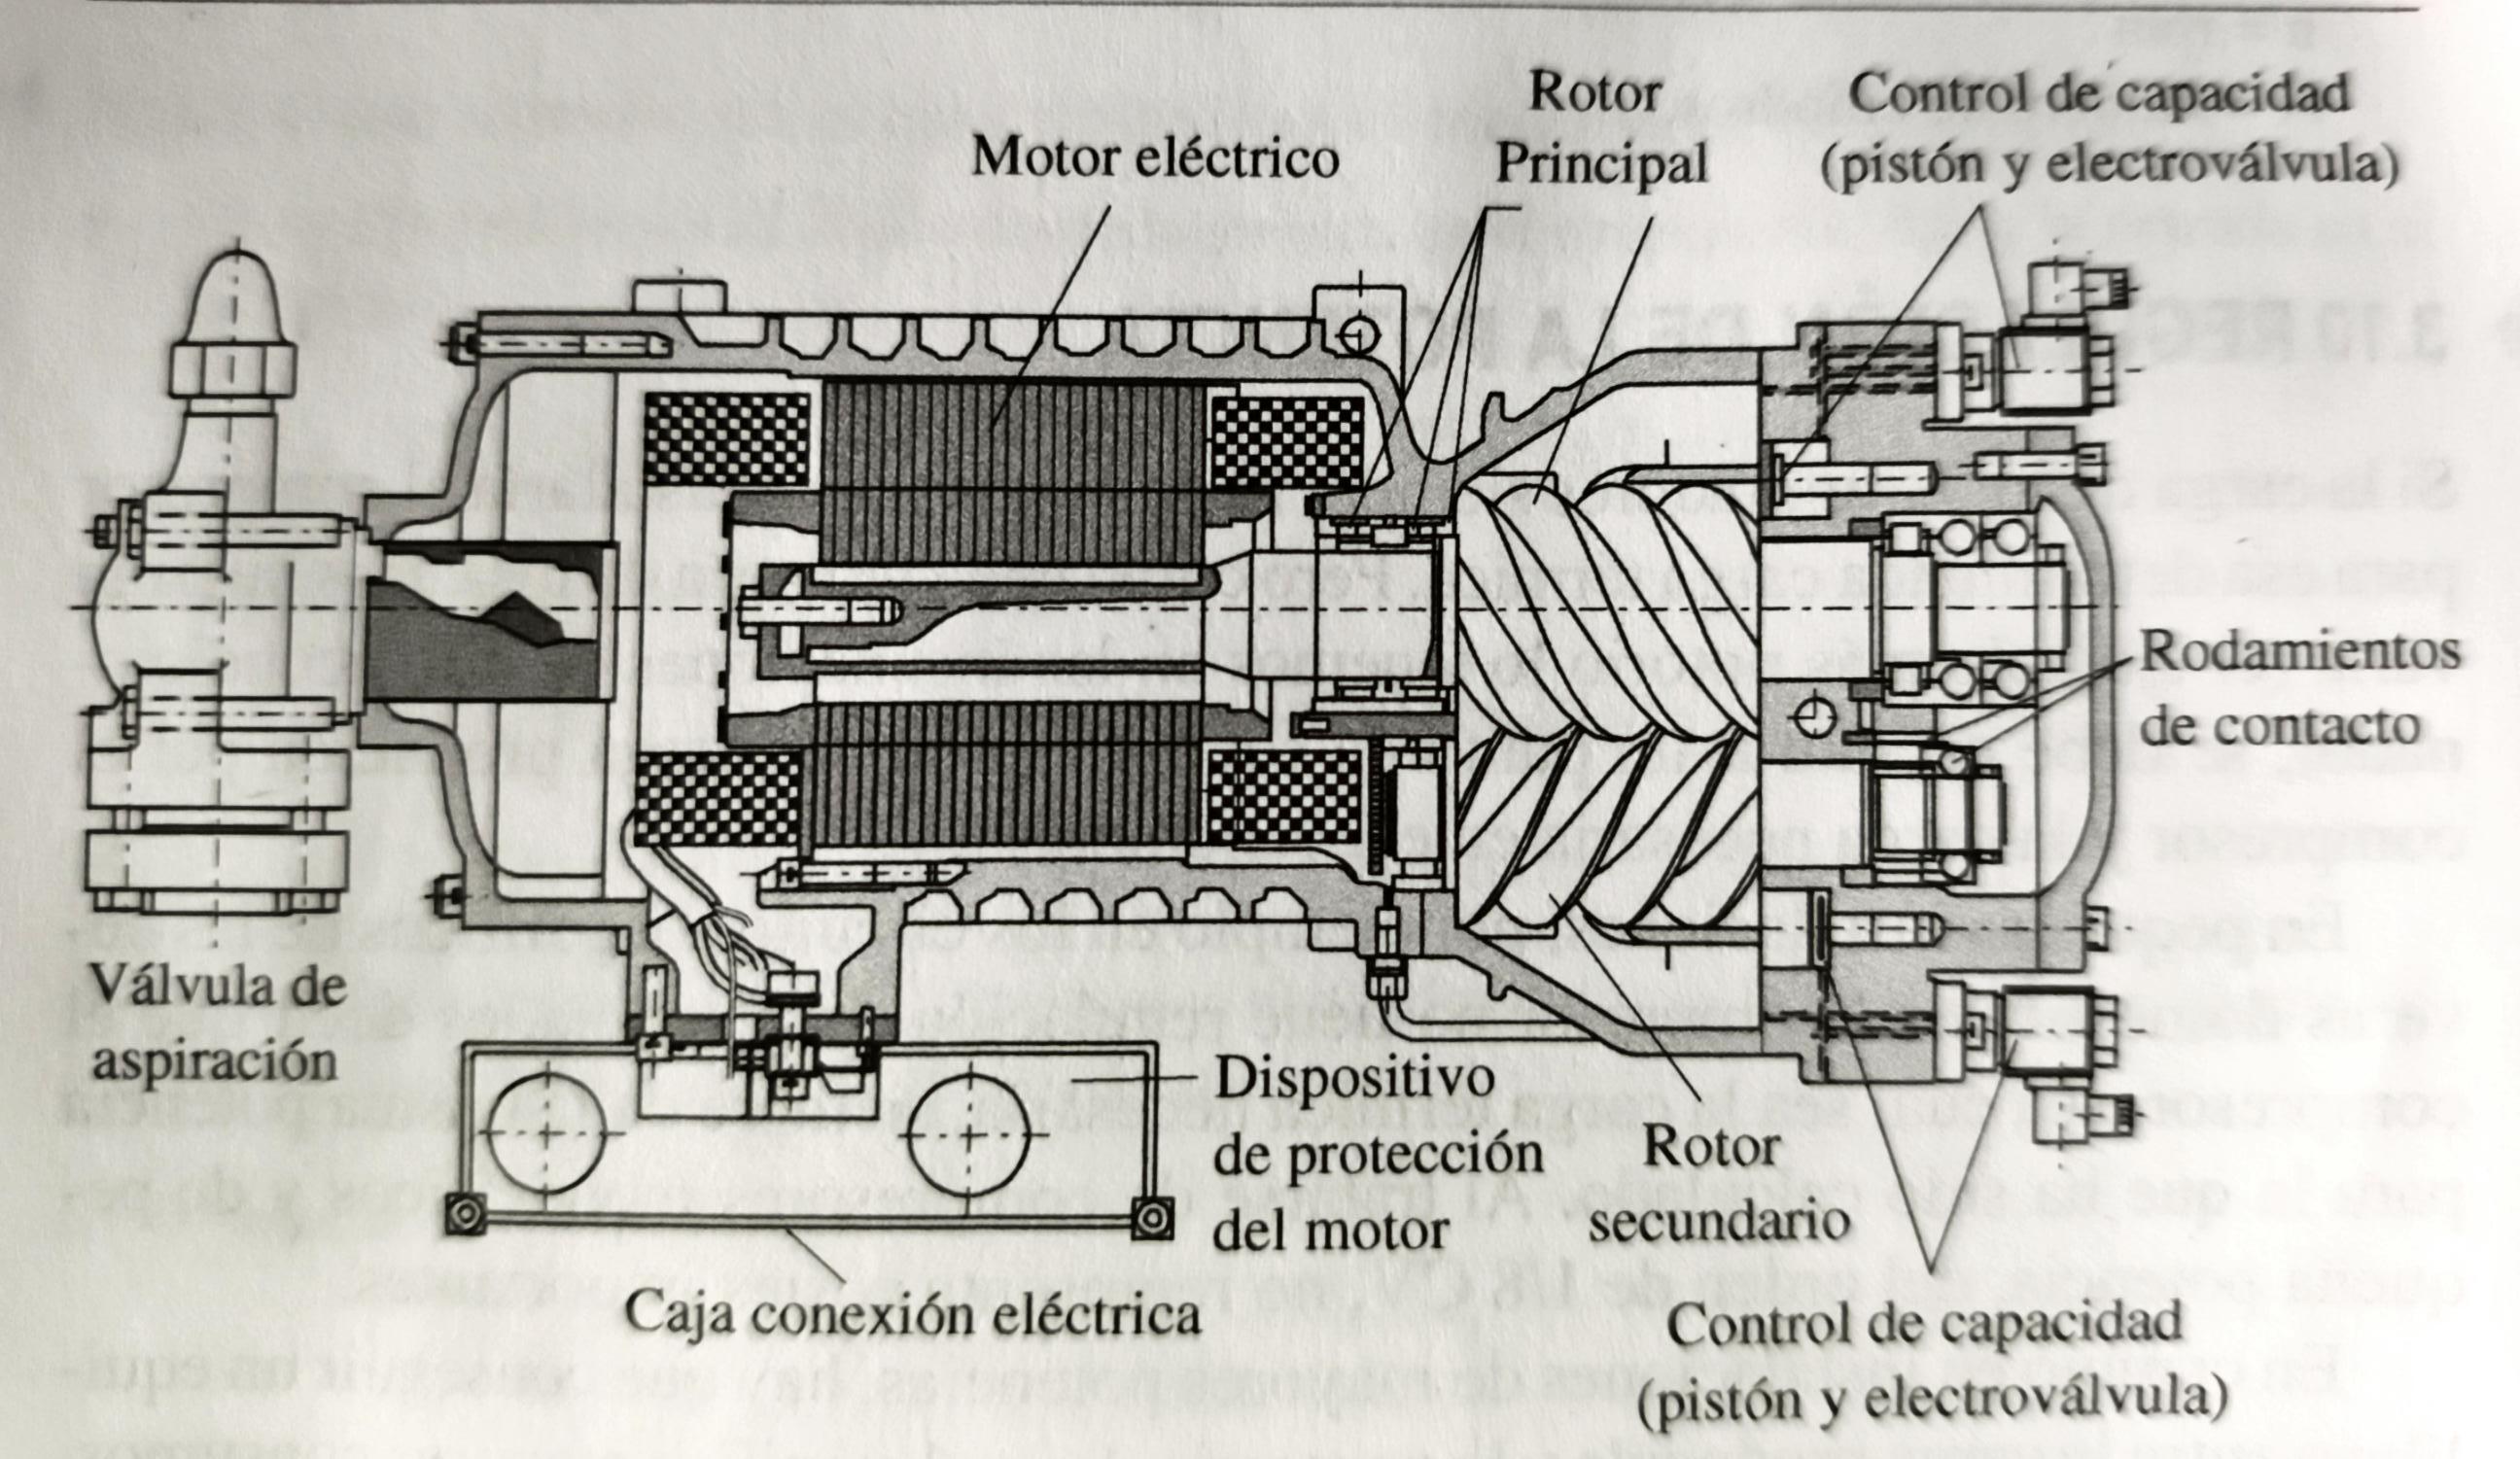 Rotor
Principal
Control de capacidad
(pistón y electroválvula)
Motor eléctrico
Rodamientos
de contacto
Válvula de
aspiración
Dispositivo
de protección
del motor
Rotor
secundario
Caja conexión eléctrica
Control de capacidad
(pistón y electroválvula)